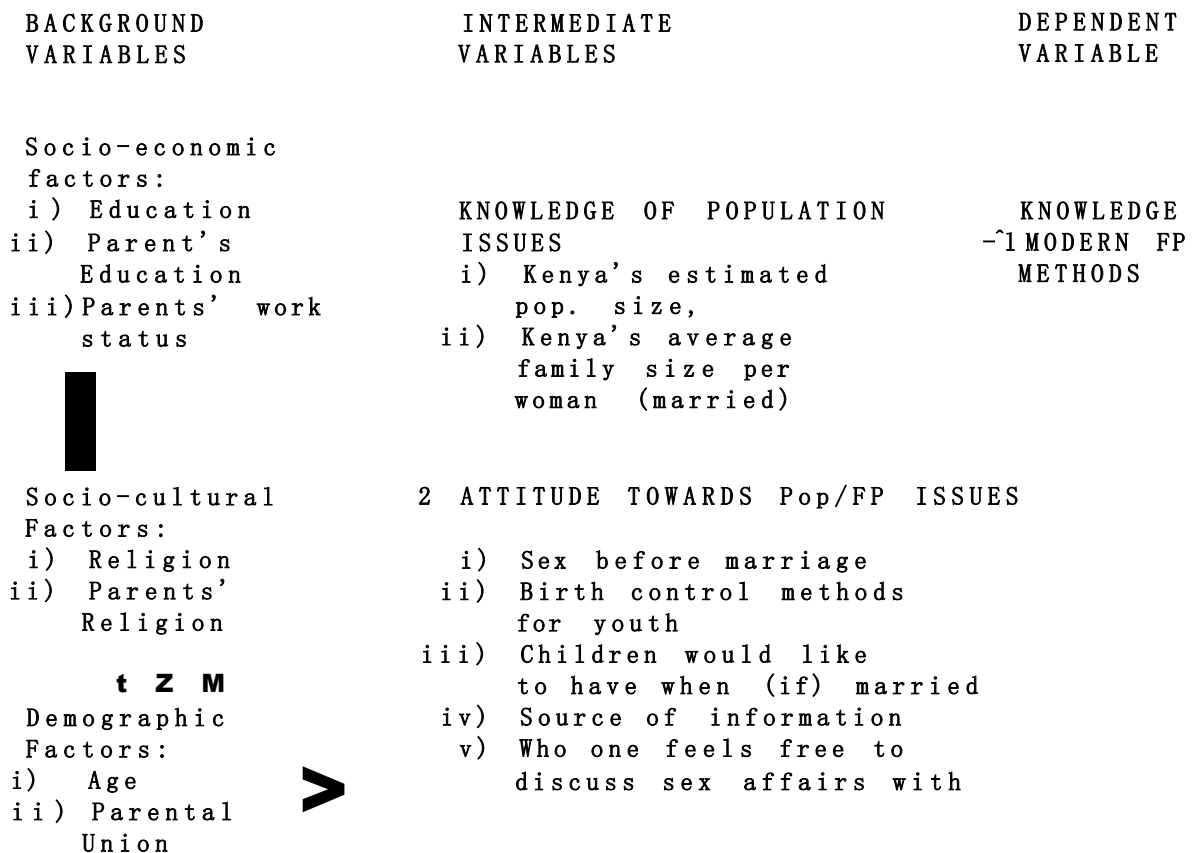 BACKGROUND
VARIABLES
INTERMEDIATE
VARIABLES
DEPENDENT
VARIABLE
Socio-economic
factors:
i) Education
ii) Parent's
Education
iii)Parents' work
status
KNOWLEDGE OF POPULATION
ISSUES
i) Kenya's estimated
pop. size,
ii) Kenya's average
family size per
woman (married)
KNOWLEDGE
-^1MODERN FP
METHODS
Socio-cultural
Factors:
i) Religion
ii) Parents'
Religion
t Z M
Demographic
Factors:
i) Age
ii) Parental
Union
>
2 ATTITUDE TOWARDS Pop/FP ISSUES
i) Sex before marriage
ii) Birth control methods
for youth
iii) Children would like
to have when (if) married
iv) Source of information
v) Who one feels free to
discuss sex affairs with